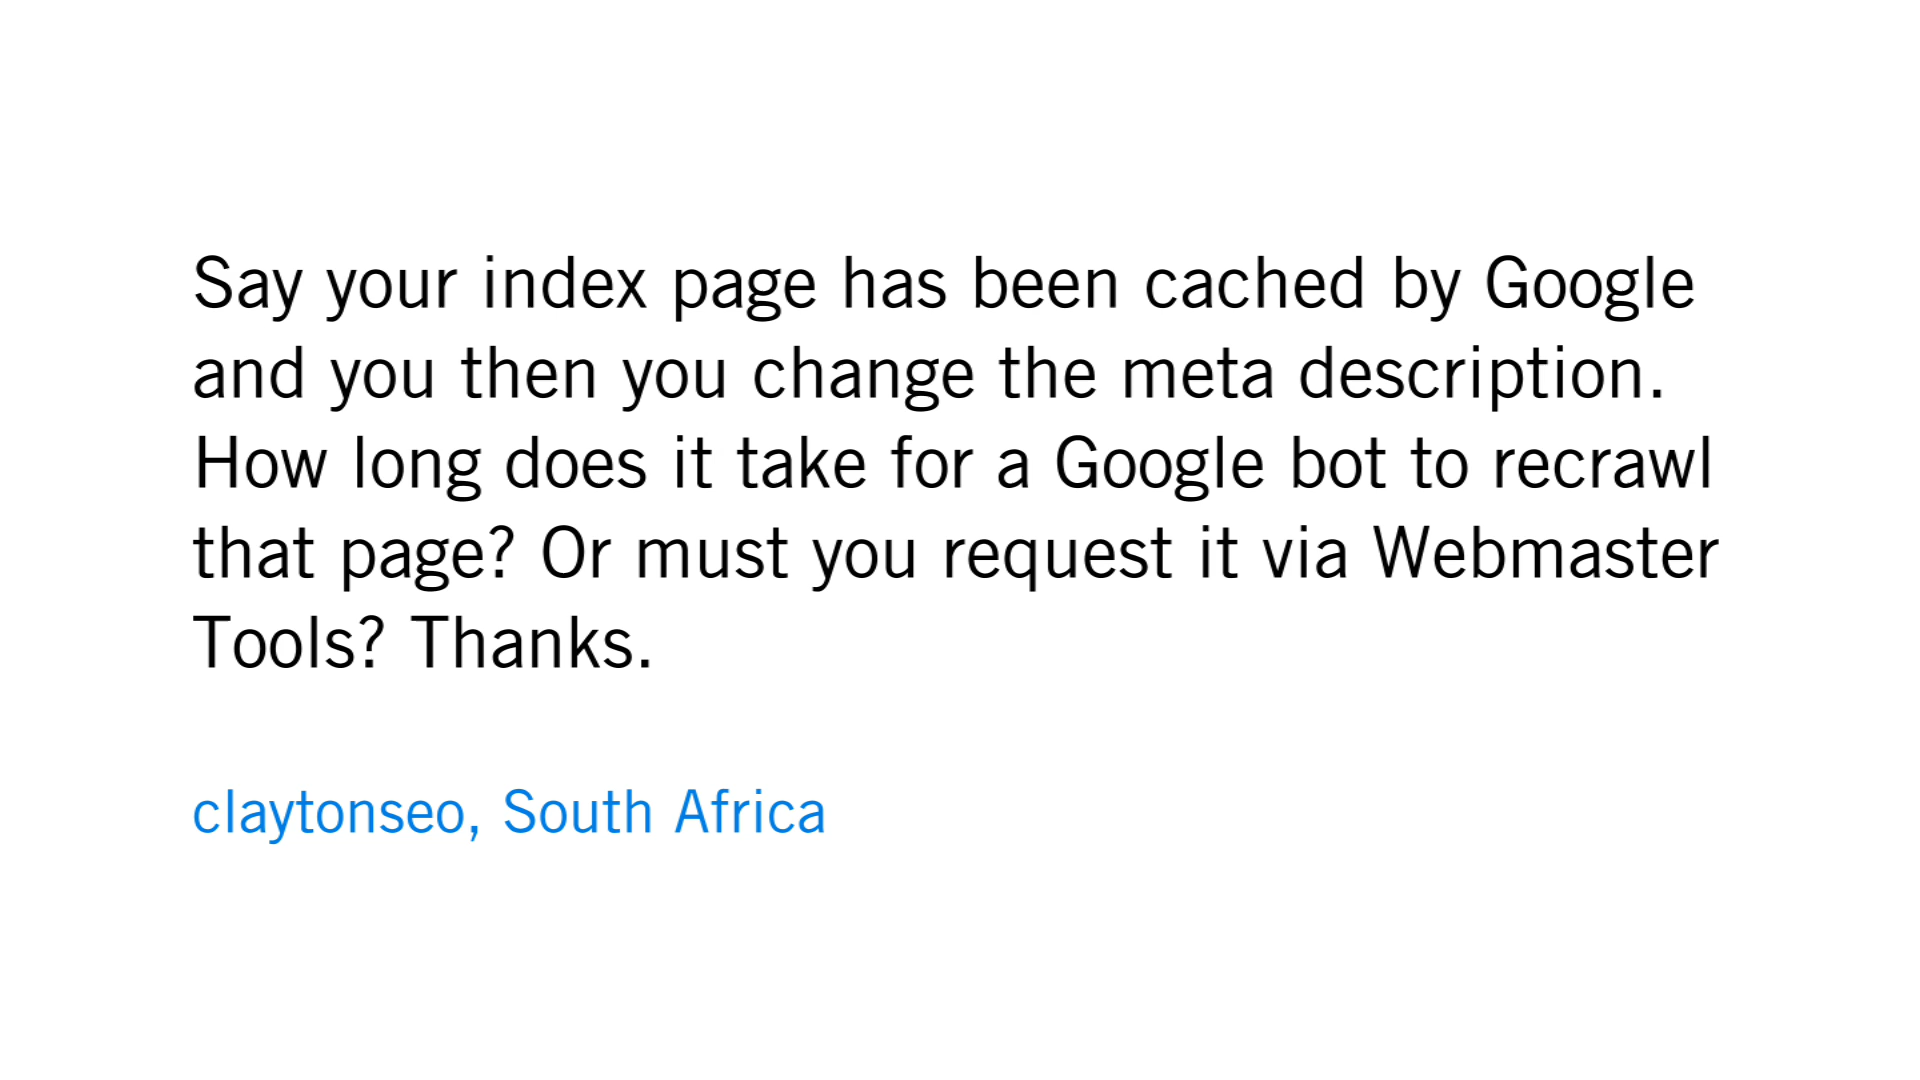 Say your index page has been cached by Google
and you then you change the meta description.
How long does it take for a Google bot to recrawl
that page? Or must you request it via Webmaster
Tools? Thanks.
claytonseo, South Africa